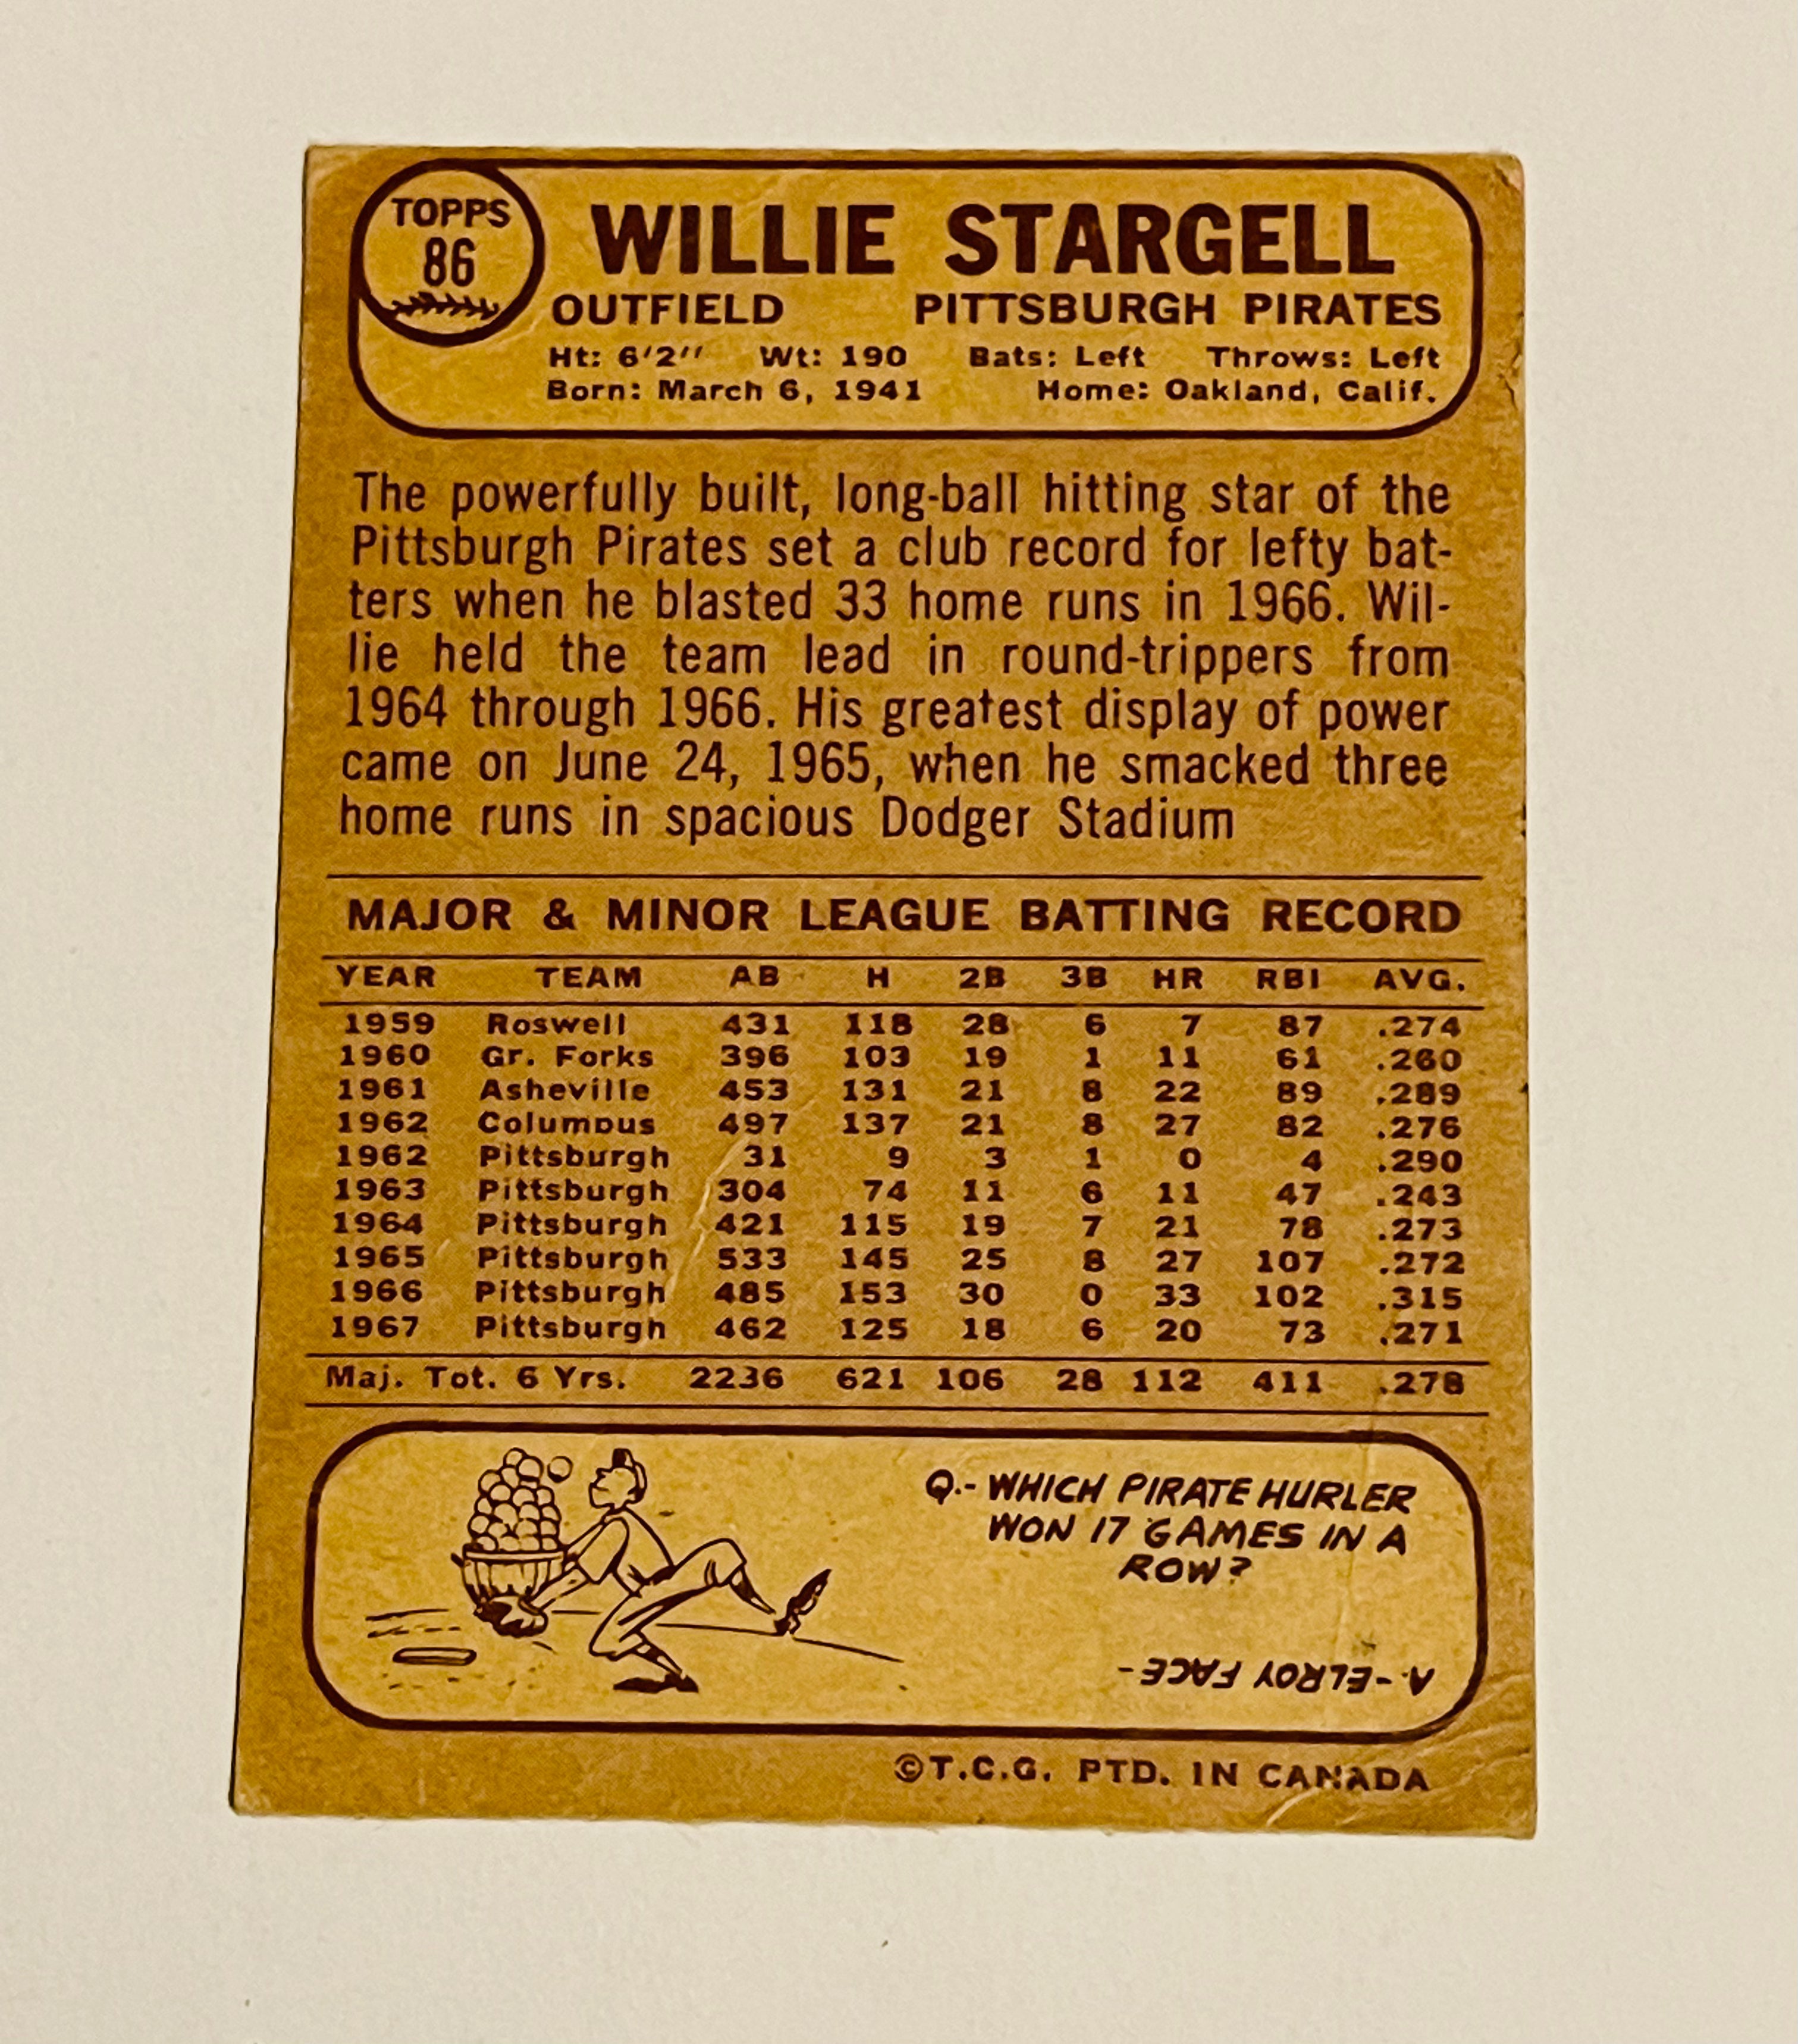 TOPPS
86
WILLIE STARGELL
OUTFIELD PITTSBURGH PIRATES
Ht: 6'2" Wt: 190 Bats: Left Throws: Left
Born: March 6, 1941 Home: Oakland, Calif.
The powerfully built, long-ball hitting star of the
Pittsburgh Pirates set a club record for lefty bat-
ters when he blasted 33 home runs in 1966. Wil-
lie held the team lead in round-trippers from
1964 through 1966. His greatest display of power
came on June 24, 1965, when he smacked three
home runs in spacious Dodger Stadium
MAJOR & MINOR LEAGUE BATTING RECORD
YEAR TEAM AB H 2B 3B HR RBI AVG.
1959 Roswell 431 118 28 6 7 87 .274
1960 Gr. Forks 396 103 19 1 11 61 .260
1961 Asheville 453 131 21 8 22 89 .289
1962 Columbus 497 137 21 8 27 82 .276
1962 Pittsburgh 31 9 3 1 0 4 .290
1963 Pittsburgh 304 74 11 6 11 47 .243
1964 Pittsburgh 421 115 19 7 21 78 .273
1965 Pittsburgh 533 145 25 8 27 107 .272
1966 Pittsburgh 485 153 30 0 33 102 .315
1967 Pittsburgh 462 125 18 6 20 73 .271
Maj. Tot. 6 Yrs. 2236 621 106 28 112 411 .278
Q.- WHICH PIRATE HURLER
WON 17 GAMES IN A
ROW?
A.-ELROY FACE-
©T.C.G. PTD. IN CANADA